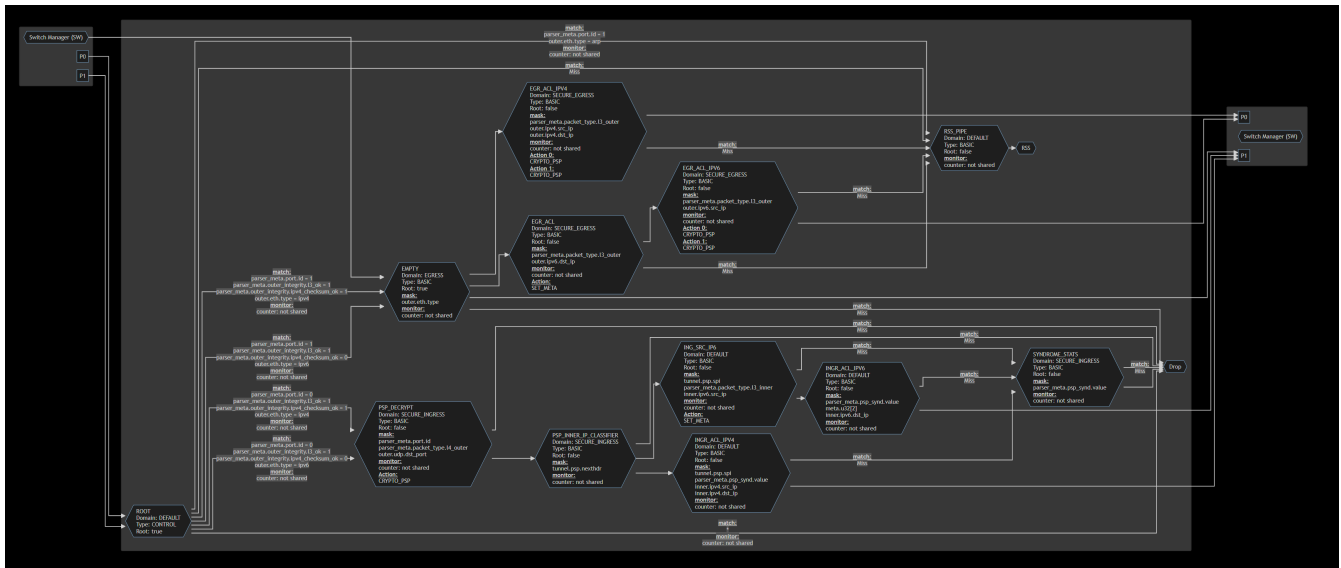 Switch Manager (SW)
P0
P1
match:
parser_meta.port.id = 1
outer.eth.type = arp
monitor:
counter: not shared
match:
Miss
EGR_ACL_IPV4
Domain: SECURE_EGRESS
Type: BASIC
Root: false
mask:
parser_meta.packet_type.l3_outer
outer.ipv4.src_ip
outer.ipv4.dst_ip
monitor:
counter: not shared
Action 0:
CRYPTO_PSP
Action 1:
CRYPTO_PSP
match:
Miss
RSS_PIPE
Domain: DEFAULT
Type: BASIC
Root: false
monitor:
counter: not shared
RSS
P0
Switch Manager (SW)
P1
EGR_ACL_IPV6
Domain: SECURE_EGRESS
Type: BASIC
Root: false
mask:
parser_meta.packet_type.l3_outer
outer.ipv6.src_ip
monitor:
counter: not shared
Action 0:
CRYPTO_PSP
Action 1:
CRYPTO_PSP
match:
Miss
EGR_ACL
Domain: SECURE_EGRESS
Type: BASIC
Root: false
mask:
parser_meta.packet_type.l3_outer
outer.ipv6.dst_ip
monitor:
counter: not shared
Action:
SET_META
match:
Miss
EMPTY
Domain: EGRESS
Type: BASIC
Root: true
mask:
outer.eth.type
monitor:
counter: not shared
match:
parser_meta.port.id = 1
parser_meta.outer_integrity.l3_ok = 1
parser_meta.outer_integrity.ipv4_checksum_ok = 1
outer.eth.type = ipv4
monitor:
counter: not shared
match:
Miss
match:
Miss
match:
parser_meta.port.id = 1
parser_meta.outer_integrity.l3_ok = 1
parser_meta.outer_integrity.ipv4_checksum_ok = 0
outer.eth.type = ipv6
monitor:
counter: not shared
match:
Miss
ING_SRC_IP6
Domain: DEFAULT
Type: BASIC
Root: false
mask:
tunnel.psp.spi
parser_meta.packet_type.l3_inner
inner.ipv6.src_ip
monitor:
counter: not shared
Action:
SET_META
match:
Miss
INGR_ACL_IPV6
Domain: DEFAULT
Type: BASIC
Root: false
mask:
parser_meta.psp_synd.value
meta.u32[2]
inner.ipv6.dst_ip
monitor:
counter: not shared
match:
Miss
SYNDROME_STATS
Domain: SECURE_INGRESS
Type: BASIC
Root: false
mask:
parser_meta.psp_synd.value
monitor:
counter: not shared
match:
Miss
Drop
match:
parser_meta.port.id = 0
parser_meta.outer_integrity.l3_ok = 1
parser_meta.outer_integrity.ipv4_checksum_ok = 1
outer.eth.type = ipv4
monitor:
counter: not shared
match:
parser_meta.port.id = 0
parser_meta.outer_integrity.l3_ok = 1
parser_meta.outer_integrity.ipv4_checksum_ok = 0
outer.eth.type = ipv6
monitor:
counter: not shared
PSP_DECRYPT
Domain: SECURE_INGRESS
Type: BASIC
Root: false
mask:
parser_meta.port.id
parser_meta.packet_type.l4_outer
outer.udp.dst_port
monitor:
counter: not shared
Action:
CRYPTO_PSP
PSP_INNER_IP_CLASSIFIER
Domain: SECURE_INGRESS
Type: BASIC
Root: false
mask:
tunnel.psp.nexthdr
monitor:
counter: not shared
INGR_ACL_IPV4
Domain: DEFAULT
Type: BASIC
Root: false
mask:
tunnel.psp.spi
parser_meta.psp_synd.value
inner.ipv4.src_ip
inner.ipv4.dst_ip
monitor:
counter: not shared
match:
Miss
ROOT
Domain: DEFAULT
Type: CONTROL
Root: true
match:
monitor:
counter: not shared